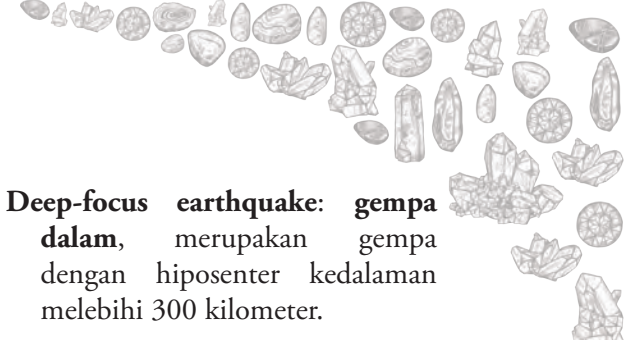 Deep-focus earthquake: gempa
dalam, merupakan gempa
dengan hiposenter kedalaman
melebihi 300 kilometer.